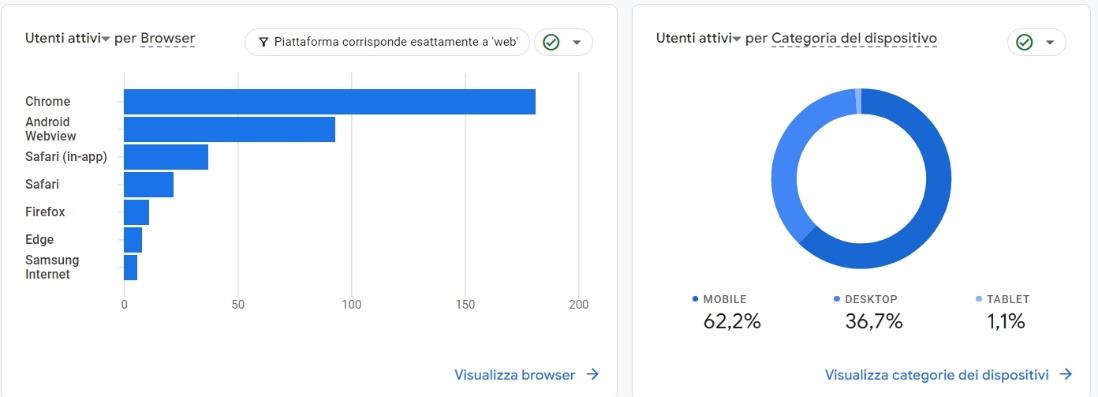 Utenti attivi per Browser
Piattaforma corrisponde esattamente a 'web'
Chrome
Android
Webview
Safari (in-app)
Safari
Firefox
Edge
Samsung
Internet
0 50 100 150 200
Visualizza browser
Utenti attivi per Categoria del dispositivo
MOBILE DESKTOP TABLET
62,2% 36,7% 1,1%
Visualizza categorie dei dispositivi